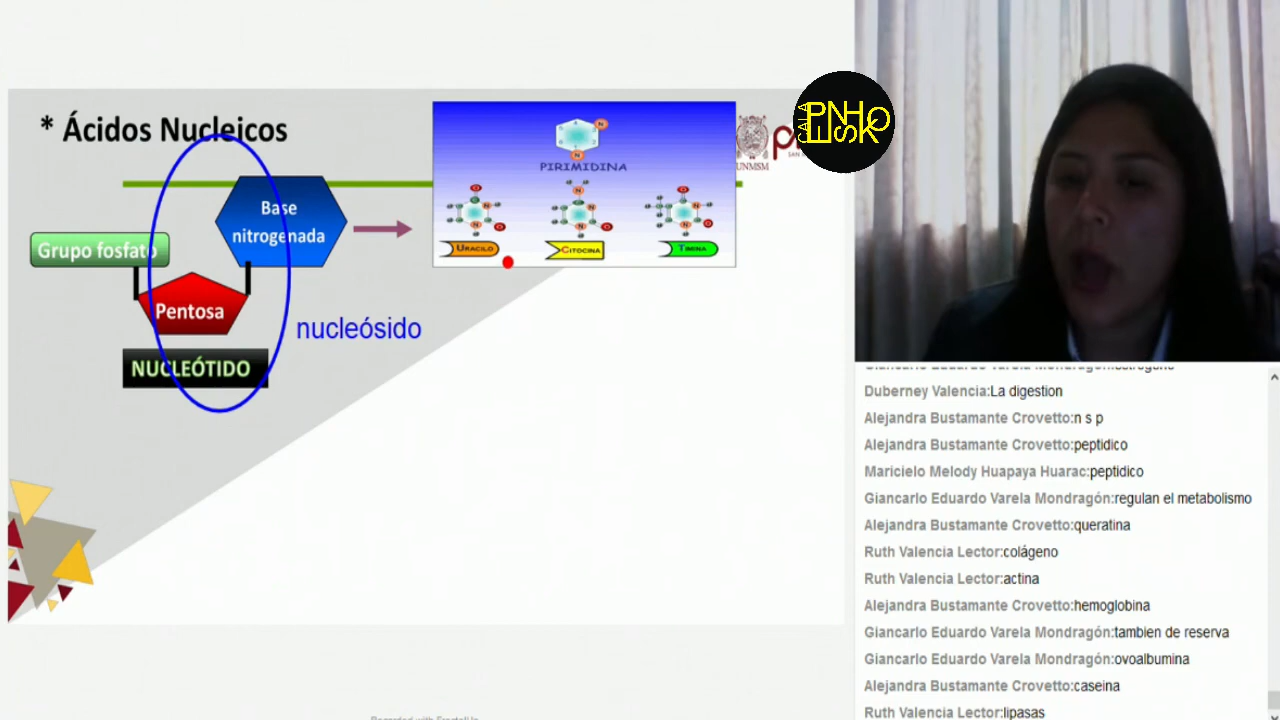 * Ácidos Nucleicos
Base
nitrogenada
Grupo fosfato
Pentosa
NUCLEÓTIDO
nucleósido
PIRIMIDINA
URACILO
CITOCINA
TIMINA
UNMSM
Duberney Valencia:La digestion
Alejandra Bustamante Crovetto:n s p
Alejandra Bustamante Crovetto:peptidico
Maricielo Melody Huapaya Huarac:peptidico
Giancarlo Eduardo Varela Mondragón:regulan el metabolismo
Alejandra Bustamante Crovetto:queratina
Ruth Valencia Lector:colágeno
Ruth Valencia Lector:actina
Alejandra Bustamante Crovetto:hemoglobina
Giancarlo Eduardo Varela Mondragón:tambien de reserva
Giancarlo Eduardo Varela Mondragón:ovoalbumina
Alejandra Bustamante Crovetto:caseina
Ruth Valencia Lector:lipasas